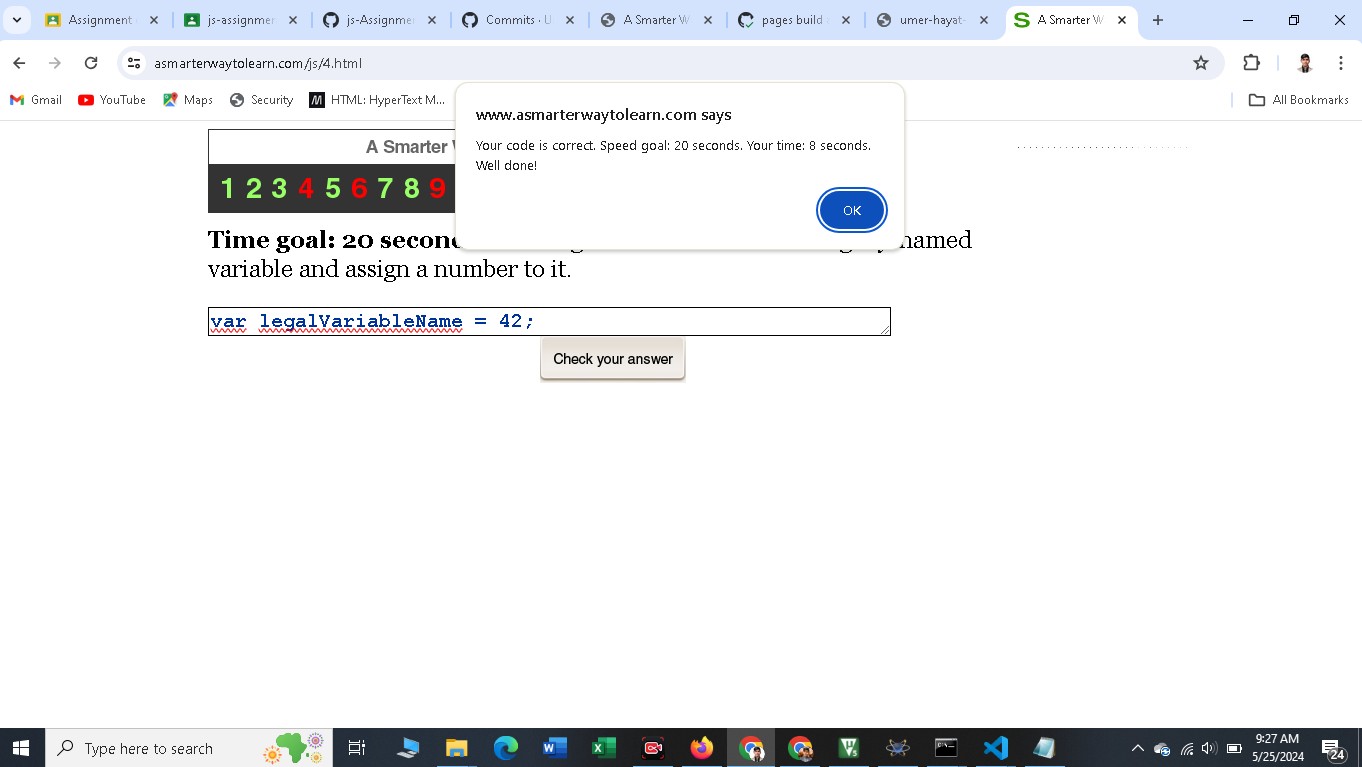 Assignment
js-assignmen
js-Assignme
Commits · U
A Smarter W
pages build
umer-hayat-
A Smarter W
asmarterwaytolearn.com/js/4.html
Gmail
YouTube
Maps
Security
HTML: HyperText M...
All Bookmarks
www.asmarterwaytolearn.com says
Your code is correct. Speed goal: 20 seconds. Your time: 8 seconds.
Well done!
OK
A Smarter
1 2 3 4 5 6 7 8 9
Time goal: 20 named
variable and assign a number to it.
var legalVariableName = 42;
Check your answer
Type here to search
9:27 AM
5/25/2024
24